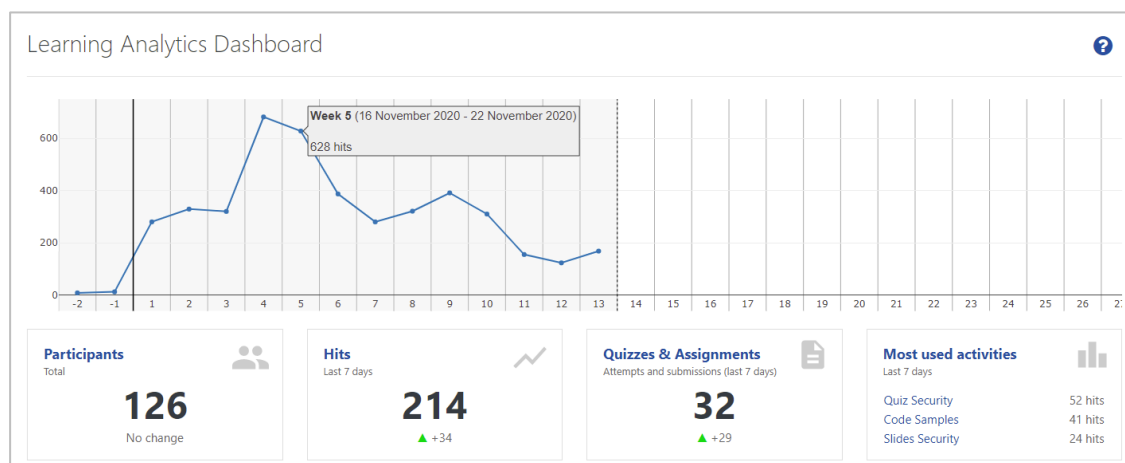 Learning Analytics Dashboard
?
Week 5 (16 November 2020 - 22 November 2020)
628 hits
600
400
200
0
-2 -1 1 2 3 4 5 6 7 8 9 10 11 12 13 14 15 16 17 18 19 20 21 22 23 24 25 26
Participants
Total
126
No change
Hits
Last 7 days
214
+34
Quizzes & Assignments
Attempts and submissions (last 7 days)
32
+29
Most used activities
Last 7 days
Quiz Security 52 hits
Code Samples 41 hits
Slides Security 24 hits